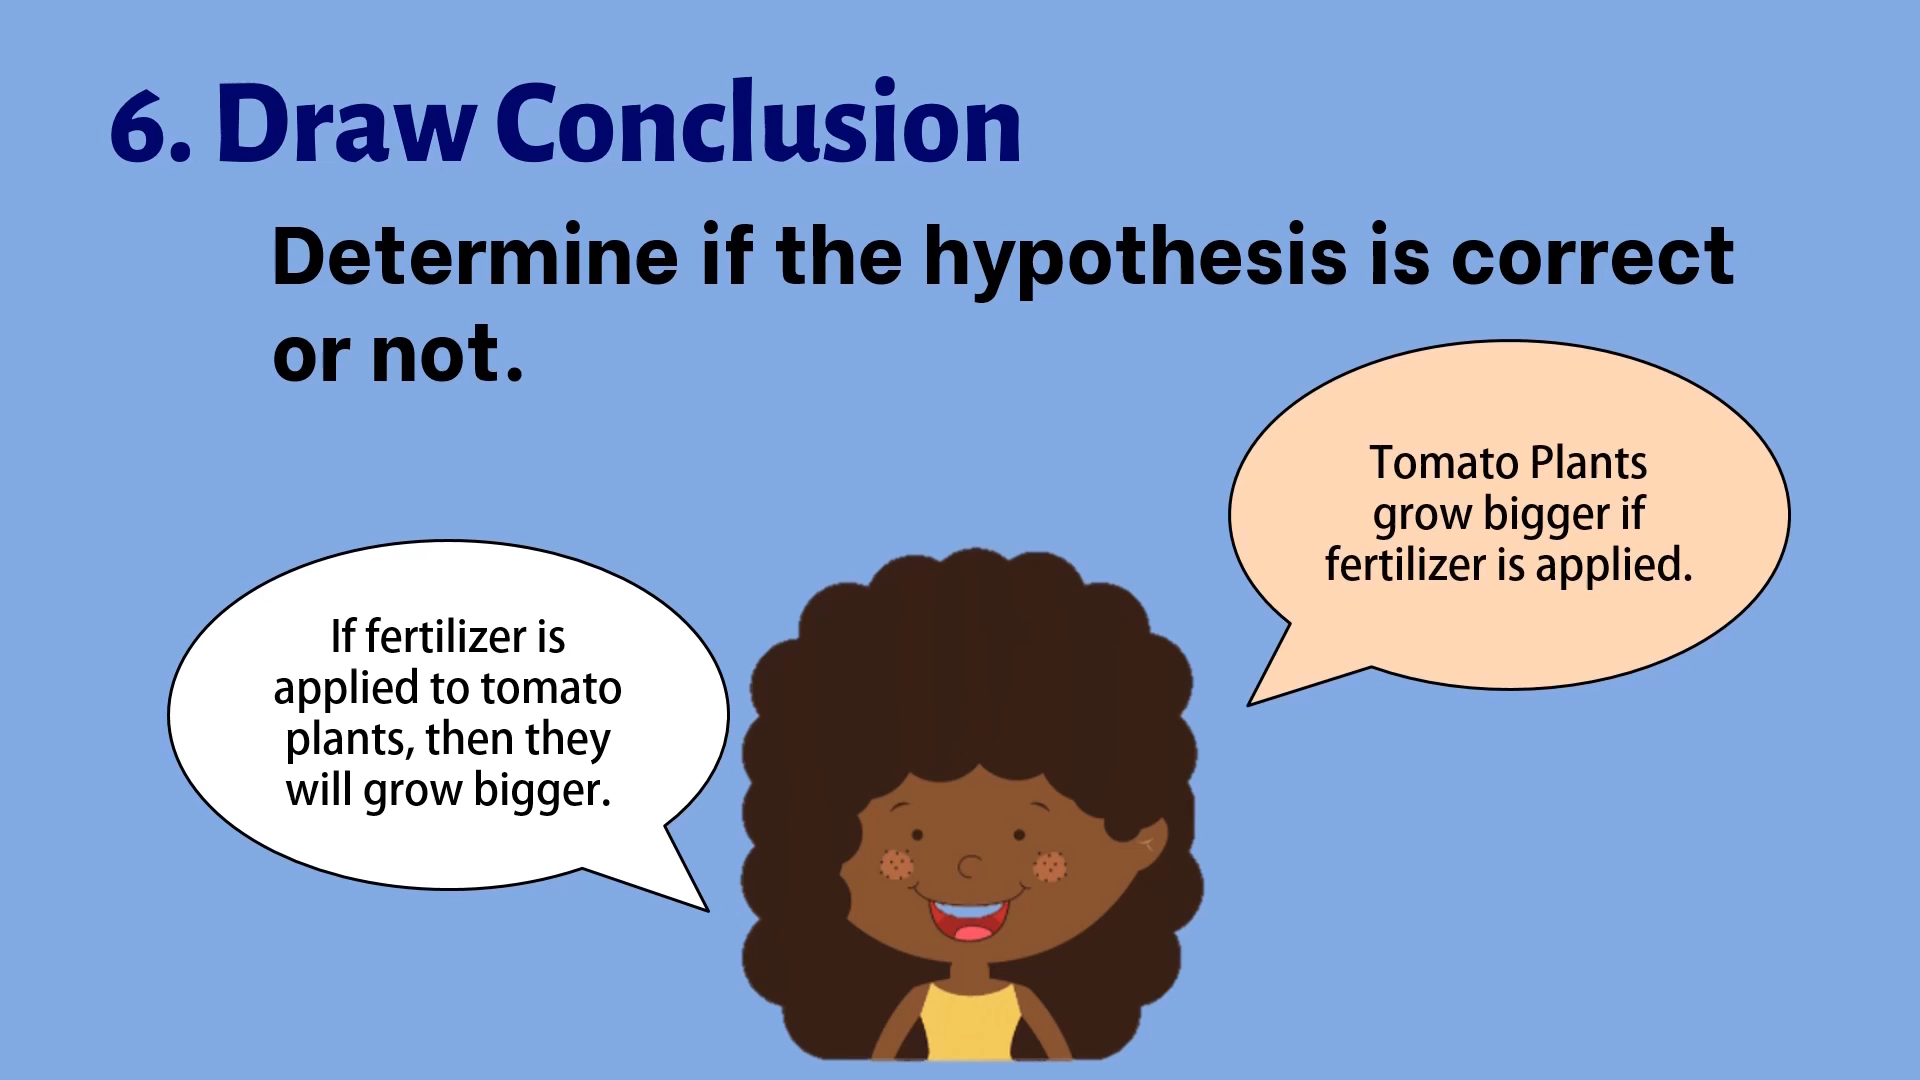 6. Draw Conclusion
Determine if the hypothesis is correct
or not.
If fertilizer is
applied to tomato
plants, then they
will grow bigger.
Tomato Plants
grow bigger if
fertilizer is applied.